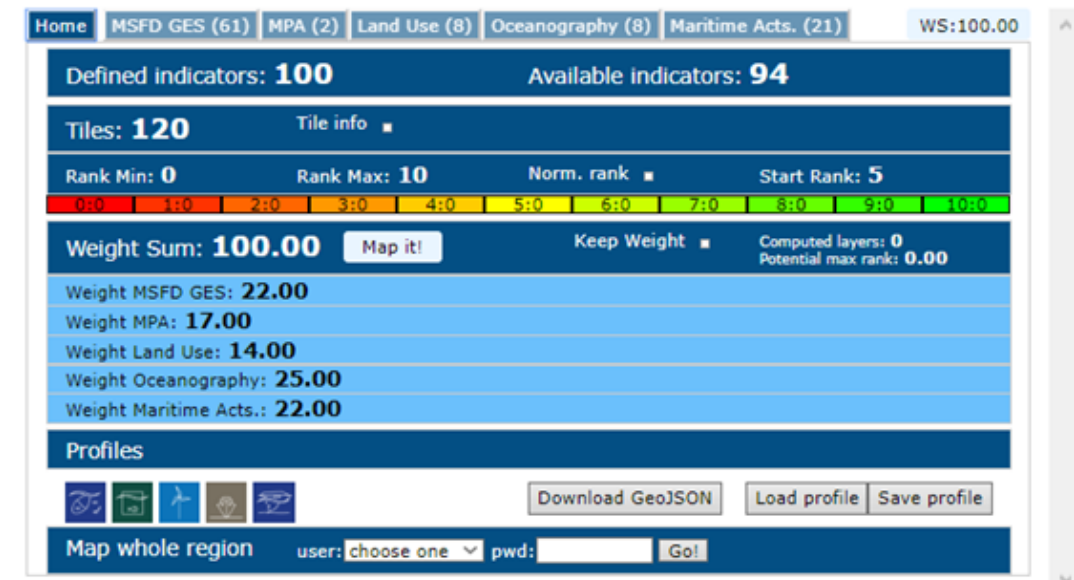 Home MSFD GES (61) MPA (2) Land Use (8) Oceanography (8) Maritime Acts. (21) WS:100.00
Defined indicators: 100 Available indicators: 94
Tiles: 120 Tile info
Rank Min: 0 Rank Max: 10 Norm. rank Start Rank: 5
0:0 1:0 2:0 3:0 4:0 5:0 6:0 7:0 8:0 9:0 10:0
Weight Sum: 100.00 Map it! Keep Weight Computed layers: 0
Potential max rank: 0.00
Weight MSFD GES: 22.00
Weight MPA: 17.00
Weight Land Use: 14.00
Weight Oceanography: 25.00
Weight Maritime Acts.: 22.00
Profiles
Download GeoJSON Load profile Save profile
Map whole region user: choose one pwd: Go!